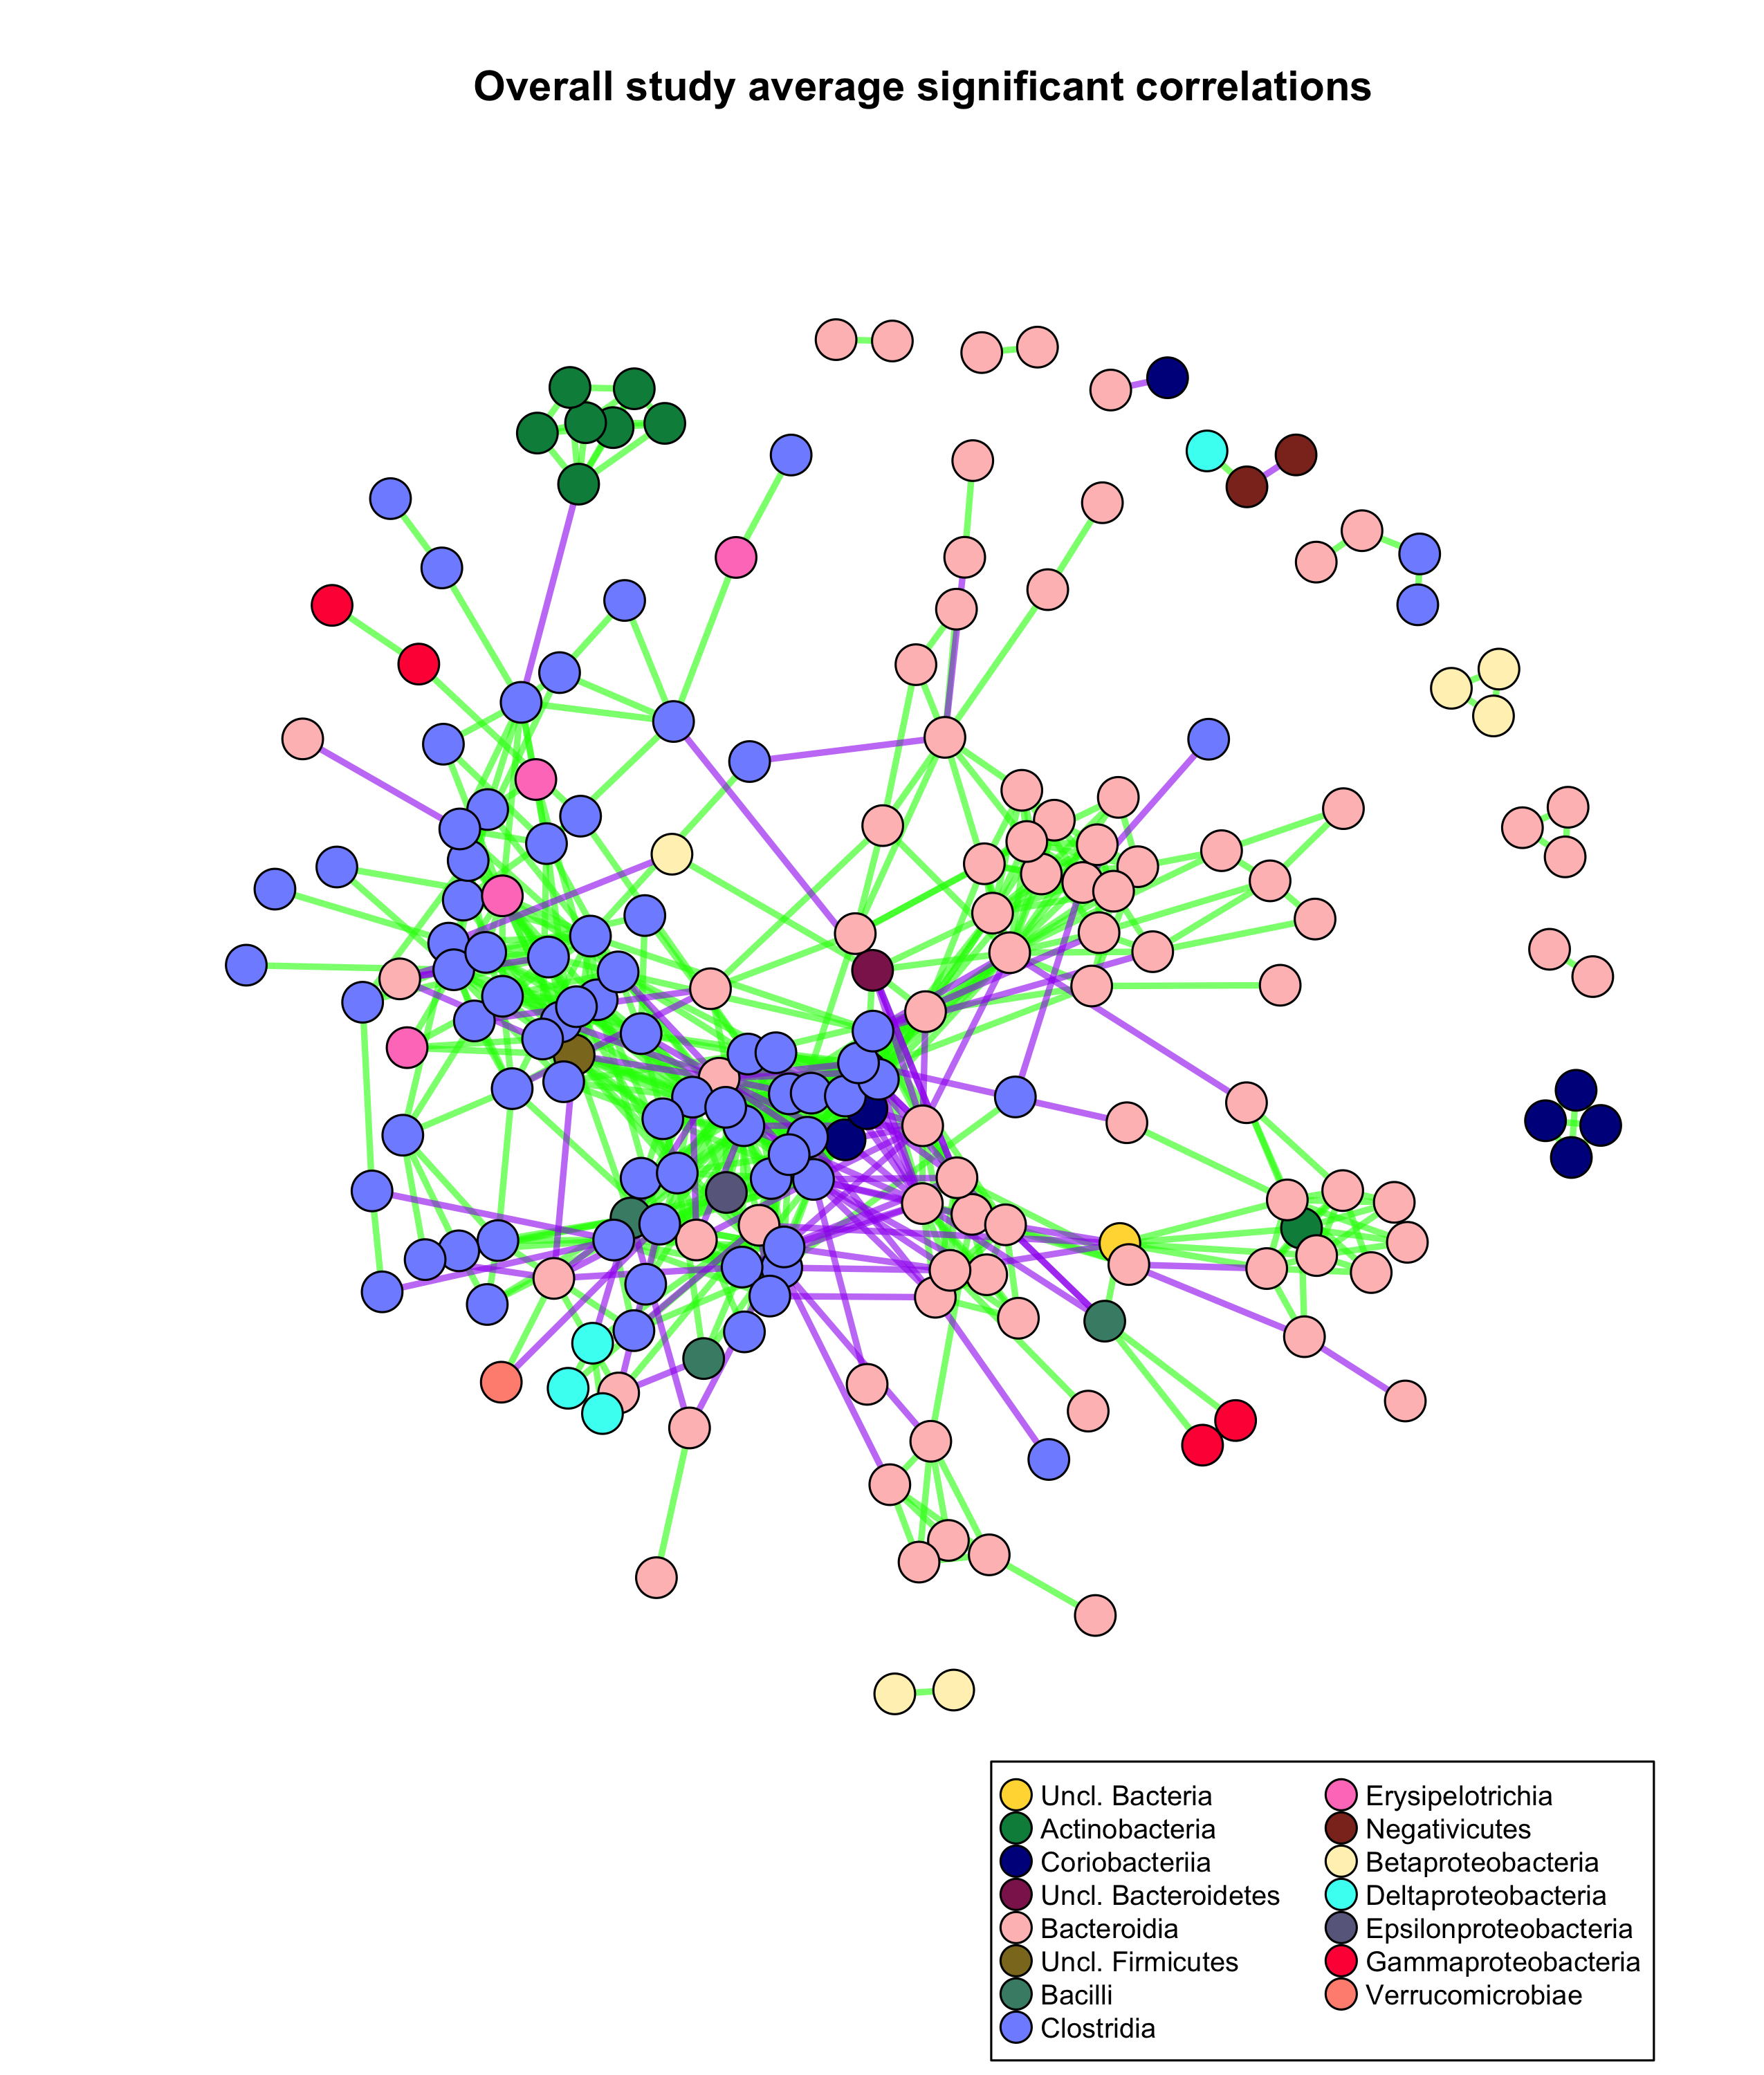 Overall study average significant correlations
Uncl. Bacteria
Actinobacteria
Coriobacteriia
Uncl. Bacteroidetes
Bacteroidia
Uncl. Firmicutes
Bacilli
Clostridia
Erysipelotrichia
Negativicutes
Betaproteobacteria
Deltaproteobacteria
Epsilonproteobacteria
Gammaproteobacteria
Verrucomicrobiae